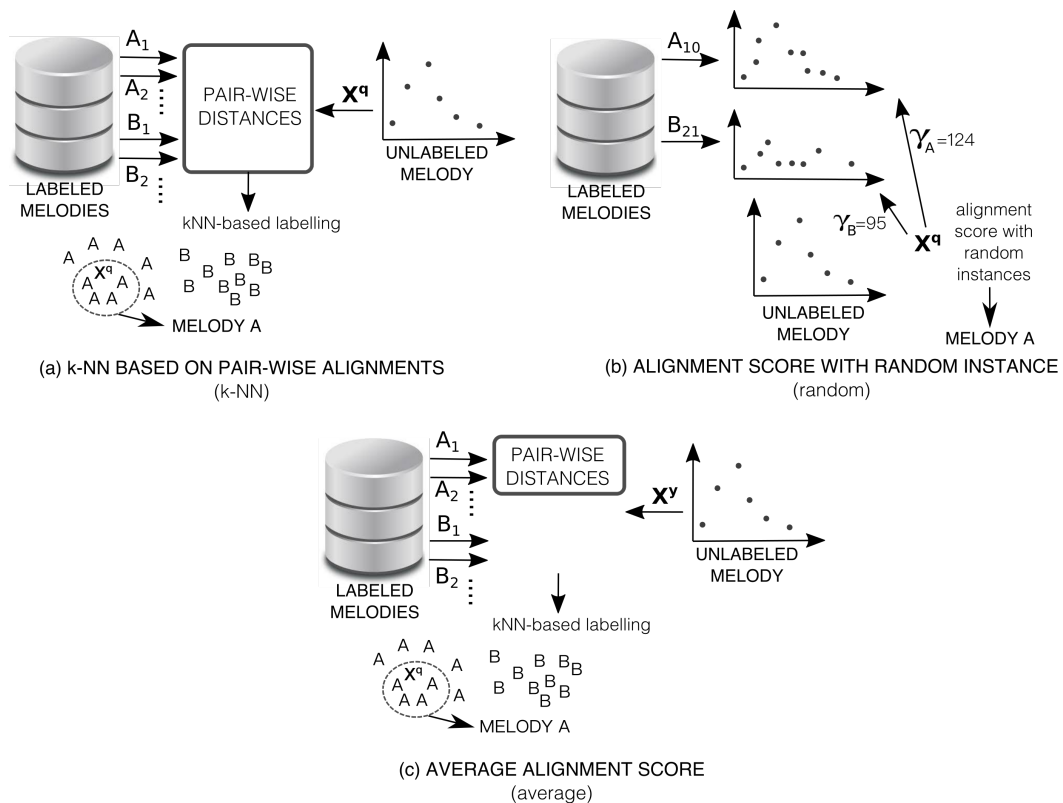 A1
A2
B1
B2
LABELED
MELODIES
PAIR-WISE
DISTANCES
Xq
UNLABELED
MELODY
kNN-based labelling
A A A A A
Xq
A A A A
B B B B B B B B B B
MELODY A
(a) k-NN BASED ON PAIR-WISE ALIGNMENTS
(k-NN)
A10
B21
LABELED
MELODIES
γA=124
γB=95
Xq
alignment
score with
random
instances
UNLABELED
MELODY
MELODY A
(b) ALIGNMENT SCORE WITH RANDOM INSTANCE
(random)
A1
A2
B1
B2
LABELED
MELODIES
PAIR-WISE
DISTANCES
Xy
UNLABELED
MELODY
kNN-based labelling
A A A A A
Xq
A A A A
B B B B B B B B B B
MELODY A
(c) AVERAGE ALIGNMENT SCORE
(average)